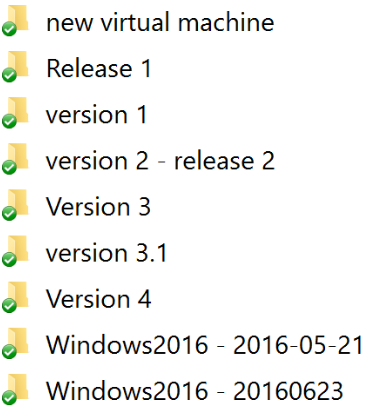 new virtual machine
Release 1
version 1
version 2 - release 2
Version 3
version 3.1
Version 4
Windows2016 - 2016-05-21
Windows2016 - 20160623